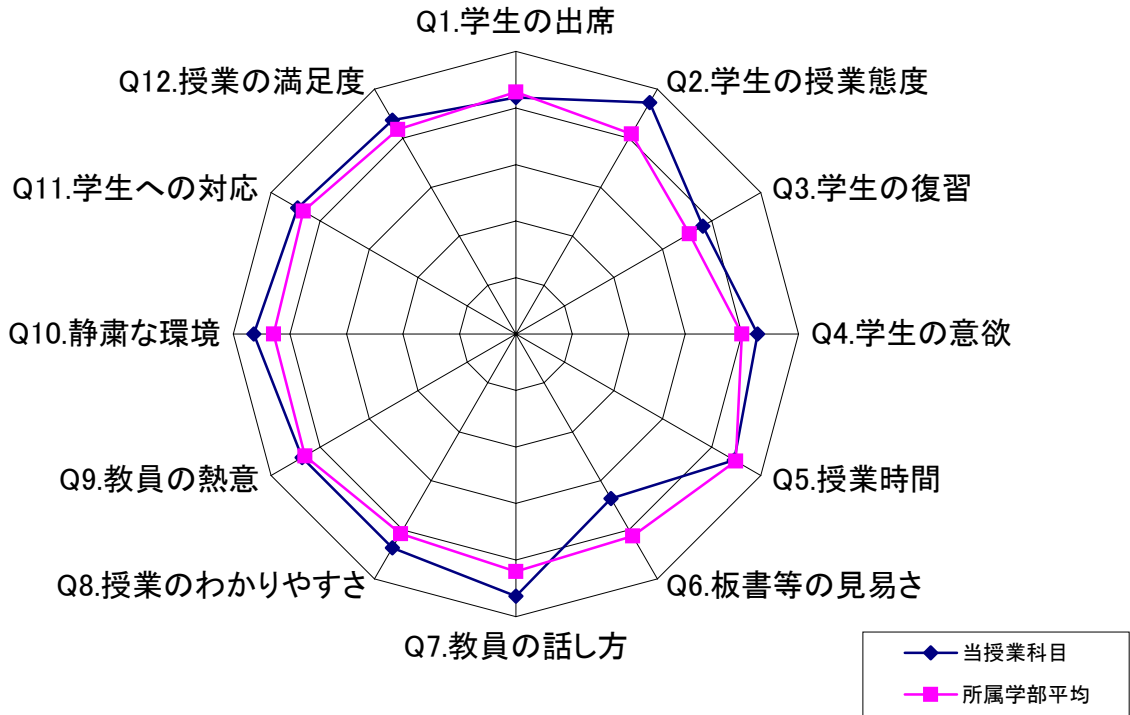 Q1.学生の出席
Q2.学生の授業態度
Q3.学生の復習
Q4.学生の意欲
Q5.授業時間
Q6.板書等の見易さ
Q7.教員の話し方
Q8.授業のわかりやすさ
Q9.教員の熱意
Q10.静粛な環境
Q11.学生への対応
Q12.授業の満足度
当授業科目
所属学部平均